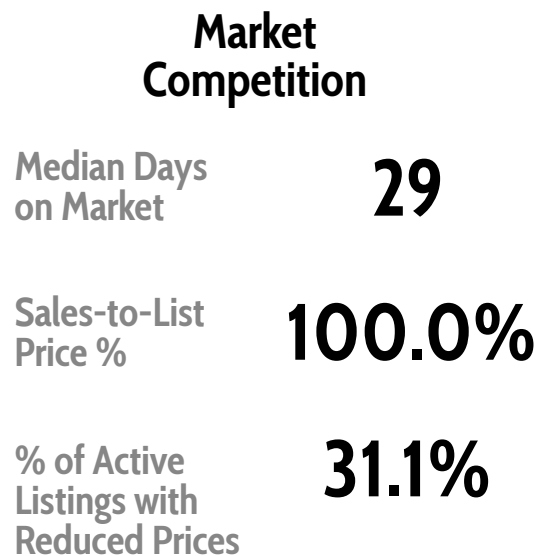 Market
Competition
Median Days
on Market
29
Sales-to-List
Price %
100.0%
% of Active
Listings with
Reduced Prices
31.1%